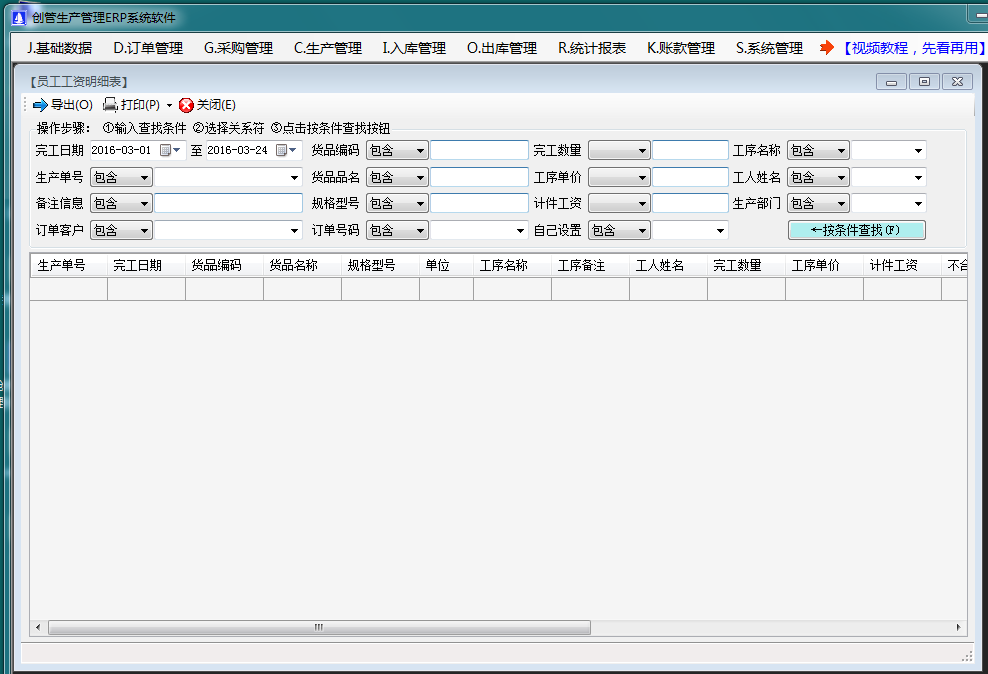 创管生产管理ERP系统软件
J.基础数据 D.订单管理 G.采购管理 C.生产管理 I.入库管理 O.出库管理 R.统计报表 K.账款管理 S.系统管理 【视频教程，先看再用】
【员工工资明细表】
导出(O) 打印(P) 关闭(E)
操作步骤： ①输入查找条件 ②选择关系符 ③点击按条件查找按钮
完工日期 2016-03-01 至 2016-03-24 货品编码 包含 完工数量 工序名称 包含
生产单号 包含 货品品名 包含 工序单价 工人姓名 包含
备注信息 包含 规格型号 包含 计件工资 生产部门 包含
订单客户 包含 订单号码 包含 自己设置 包含 ←按条件查找(F)
生产单号 完工日期 货品编码 货品名称 规格型号 单位 工序名称 工序备注 工人姓名 完工数量 工序单价 计件工资 不合